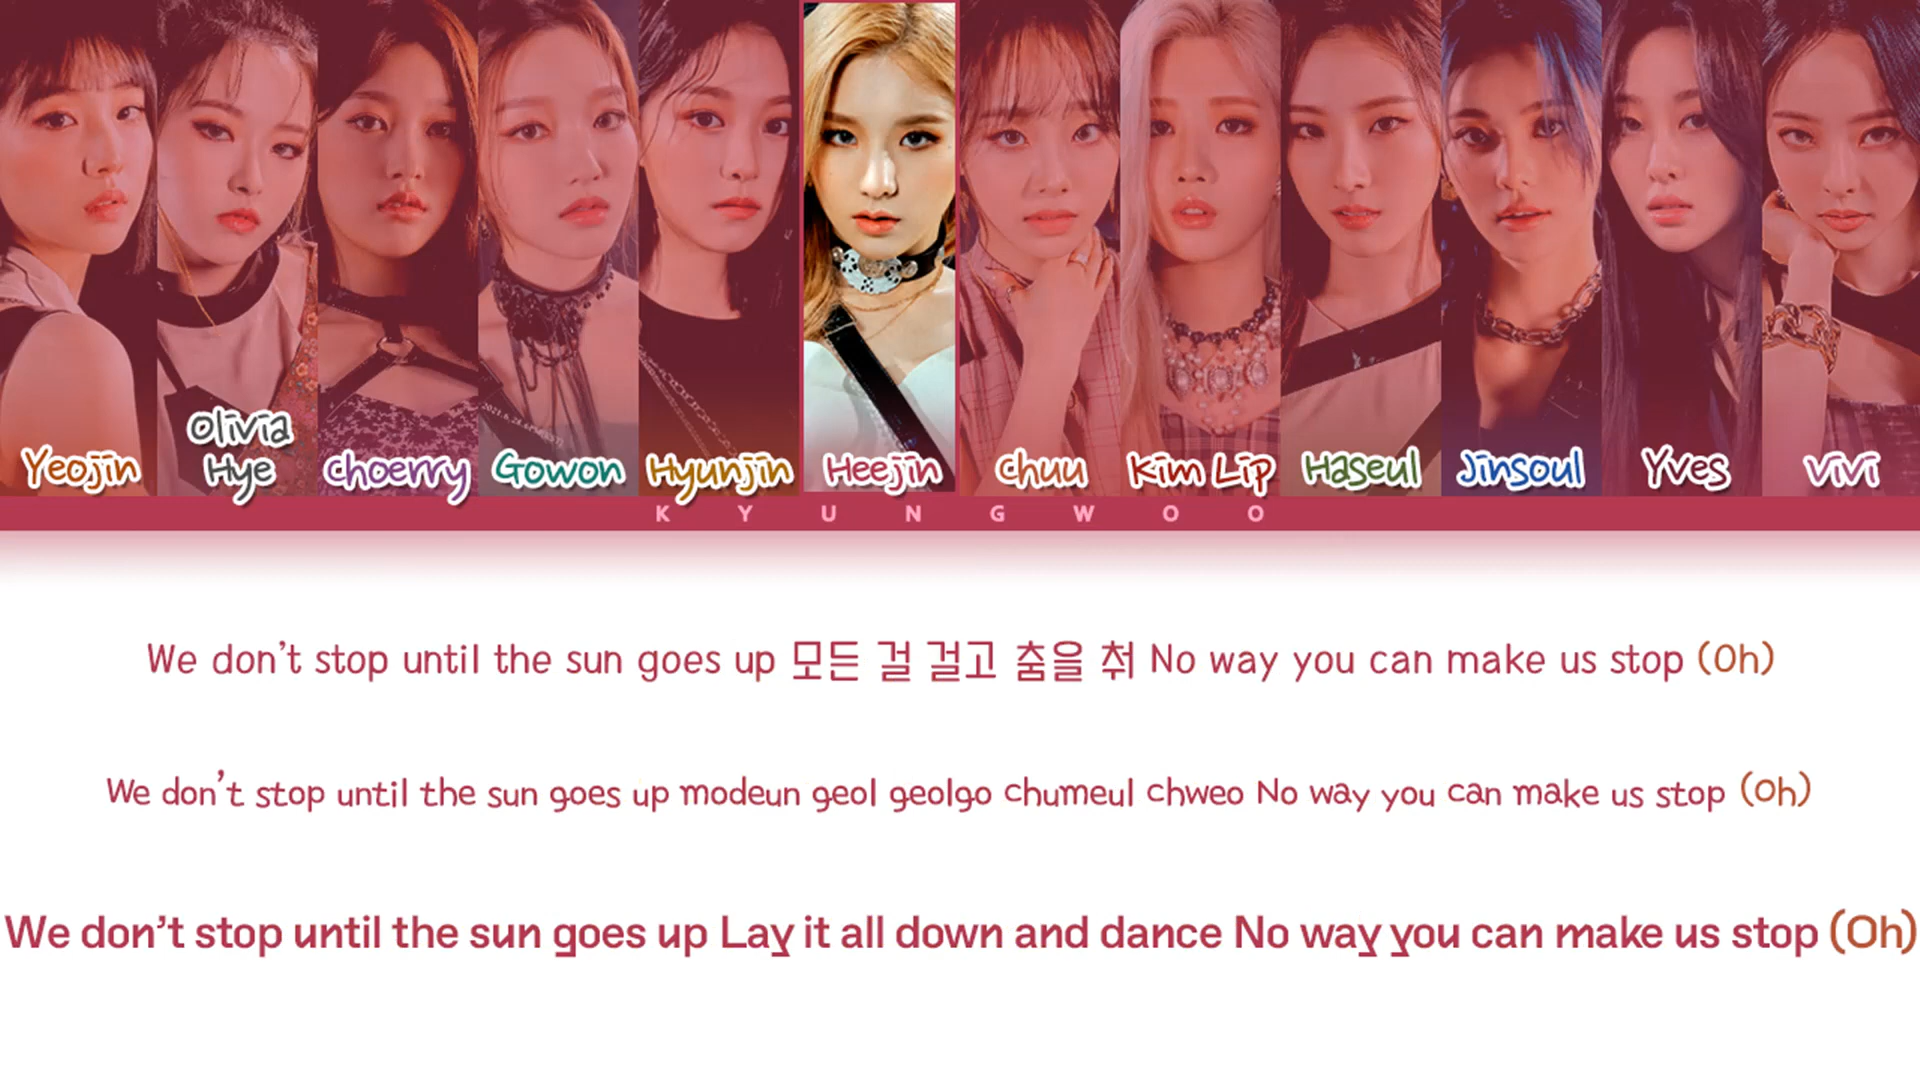 Yeojin
Olivia
Hye
Choerry
Gowon
Hyunjin
Heejin
Chuu
Kim Lip
Haseul
Jinsoul
Yves
ViVi
KYUNGWOO
We don't stop until the sun goes up 모든 걸 걸고 춤을 춰 No way you can make us stop (Oh)
We don't stop until the sun goes up modeun geol geolgo chumeul chweo No way you can make us stop (Oh)
We don't stop until the sun goes up Lay it all down and dance No way you can make us stop (Oh)